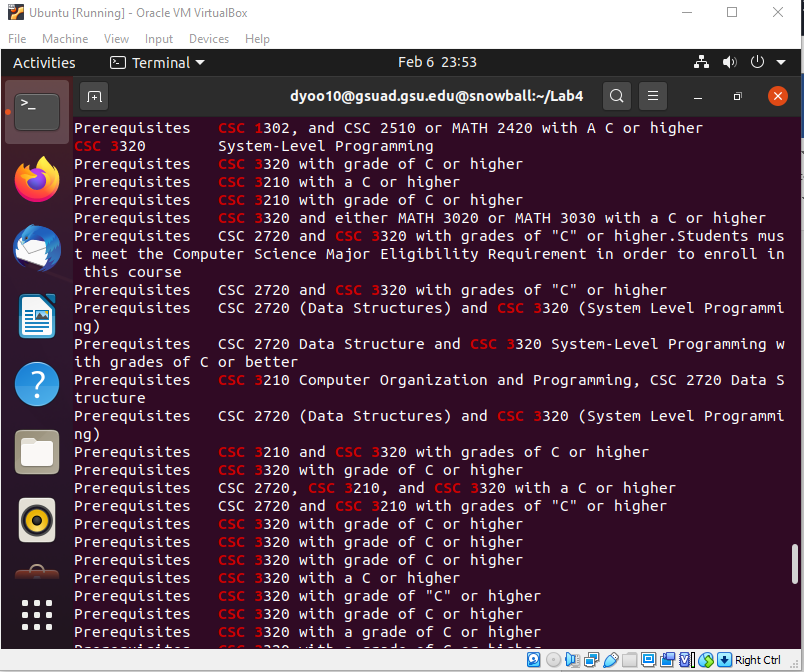 Ubuntu [Running] - Oracle VM VirtualBox
File Machine View Input Devices Help
Activities Terminal Feb 6 23:53
dyoo10@gsuad.gsu.edu@snowball:~/Lab4
Prerequisites CSC 1302, and CSC 2510 or MATH 2420 with A C or higher
CSC 3320 System-Level Programming
Prerequisites CSC 3320 with grade of C or higher
Prerequisites CSC 3210 with a C or higher
Prerequisites CSC 3210 with grade of C or higher
Prerequisites CSC 3320 and either MATH 3020 or MATH 3030 with a C or higher
Prerequisites CSC 2720 and CSC 3320 with grades of "C" or higher.Students mus
t meet the Computer Science Major Eligibility Requirement in order to enroll in
this course
Prerequisites CSC 2720 and CSC 3320 with grades of "C" or higher
Prerequisites CSC 2720 (Data Structures) and CSC 3320 (System Level Programmi
ng)
Prerequisites CSC 2720 Data Structure and CSC 3320 System-Level Programming w
ith grades of C or better
Prerequisites CSC 3210 Computer Organization and Programming, CSC 2720 Data S
tructure
Prerequisites CSC 2720 (Data Structures) and CSC 3320 (System Level Programmi
ng)
Prerequisites CSC 3210 and CSC 3320 with grades of C or higher
Prerequisites CSC 3320 with grade of C or higher
Prerequisites CSC 2720, CSC 3210, and CSC 3320 with a C or higher
Prerequisites CSC 2720 and CSC 3210 with grades of "C" or higher
Prerequisites CSC 3320 with grade of C or higher
Prerequisites CSC 3320 with grade of C or higher
Prerequisites CSC 3320 with grade of C or higher
Prerequisites CSC 3320 with a C or higher
Prerequisites CSC 3320 with grade of "C" or higher
Prerequisites CSC 3320 with grade of C or higher
Prerequisites CSC 3320 with a grade of C or higher
Right Ctrl